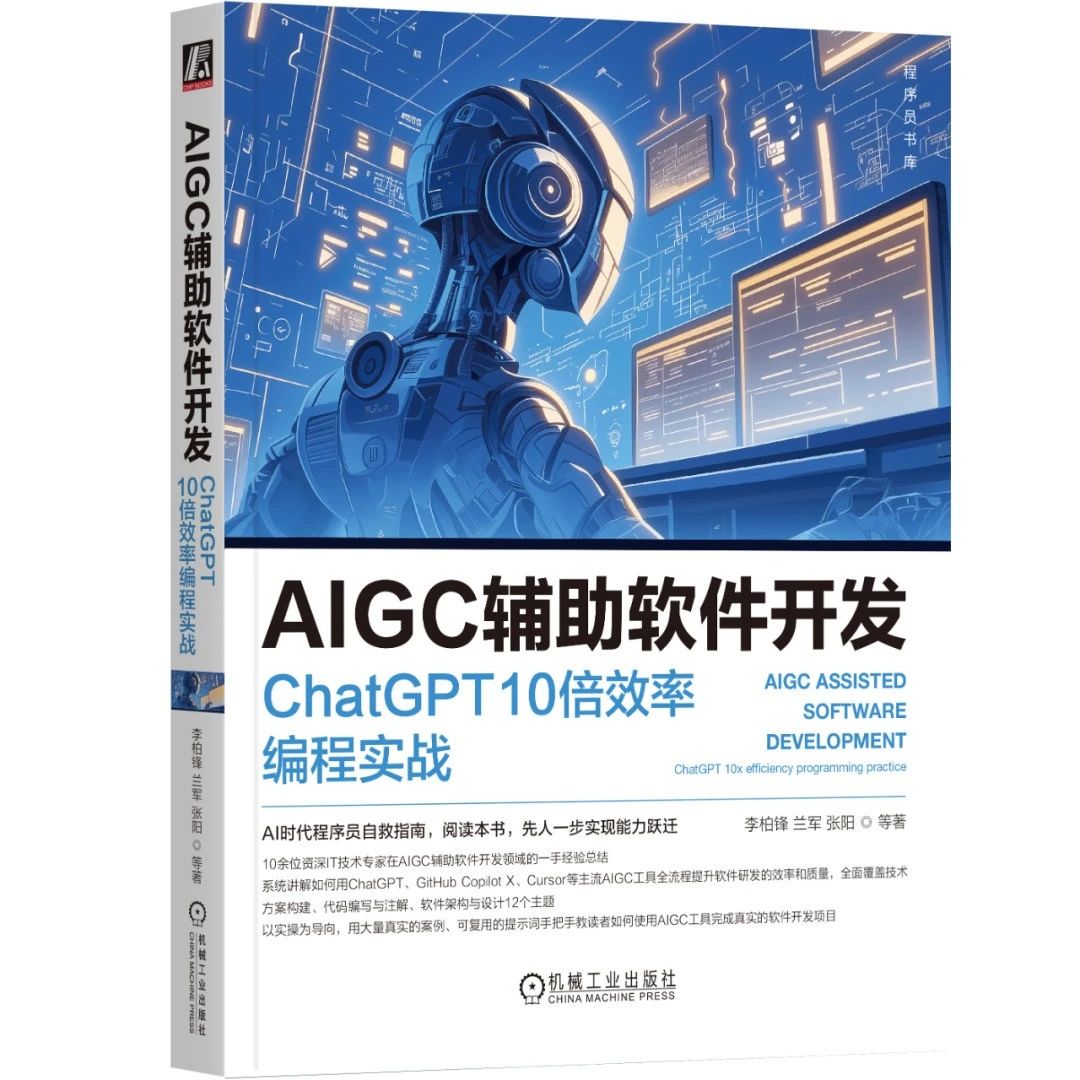 CMP BOOKS
AIGC辅助软件开发
ChatGPT
10倍效率编程实战
李柏锋 兰军 张阳 ◎ 等著
机械工业出版社
CHINA MACHINE PRESS
程序员书库
AIGC辅助软件开发
ChatGPT10倍效率
编程实战
AIGC ASSISTED
SOFTWARE
DEVELOPMENT
ChatGPT 10x efficiency programming practice
AI时代程序员自救指南，阅读本书，先人一步实现能力跃迁
李柏锋 兰军 张阳 ◎ 等著
10余位资深IT技术专家在AIGC辅助软件开发领域的一手经验总结
系统讲解如何用ChatGPT、GitHub Copilot X、Cursor等主流AIGC工具全流程提升软件研发的效率和质量，全面覆盖技术
方案构建、代码编写与注解、软件架构与设计12个主题
以实操为导向，用大量真实的案例、可复用的提示词手把手教读者如何使用AIGC工具完成真实的软件开发项目
机械工业出版社
CHINA MACHINE PRESS